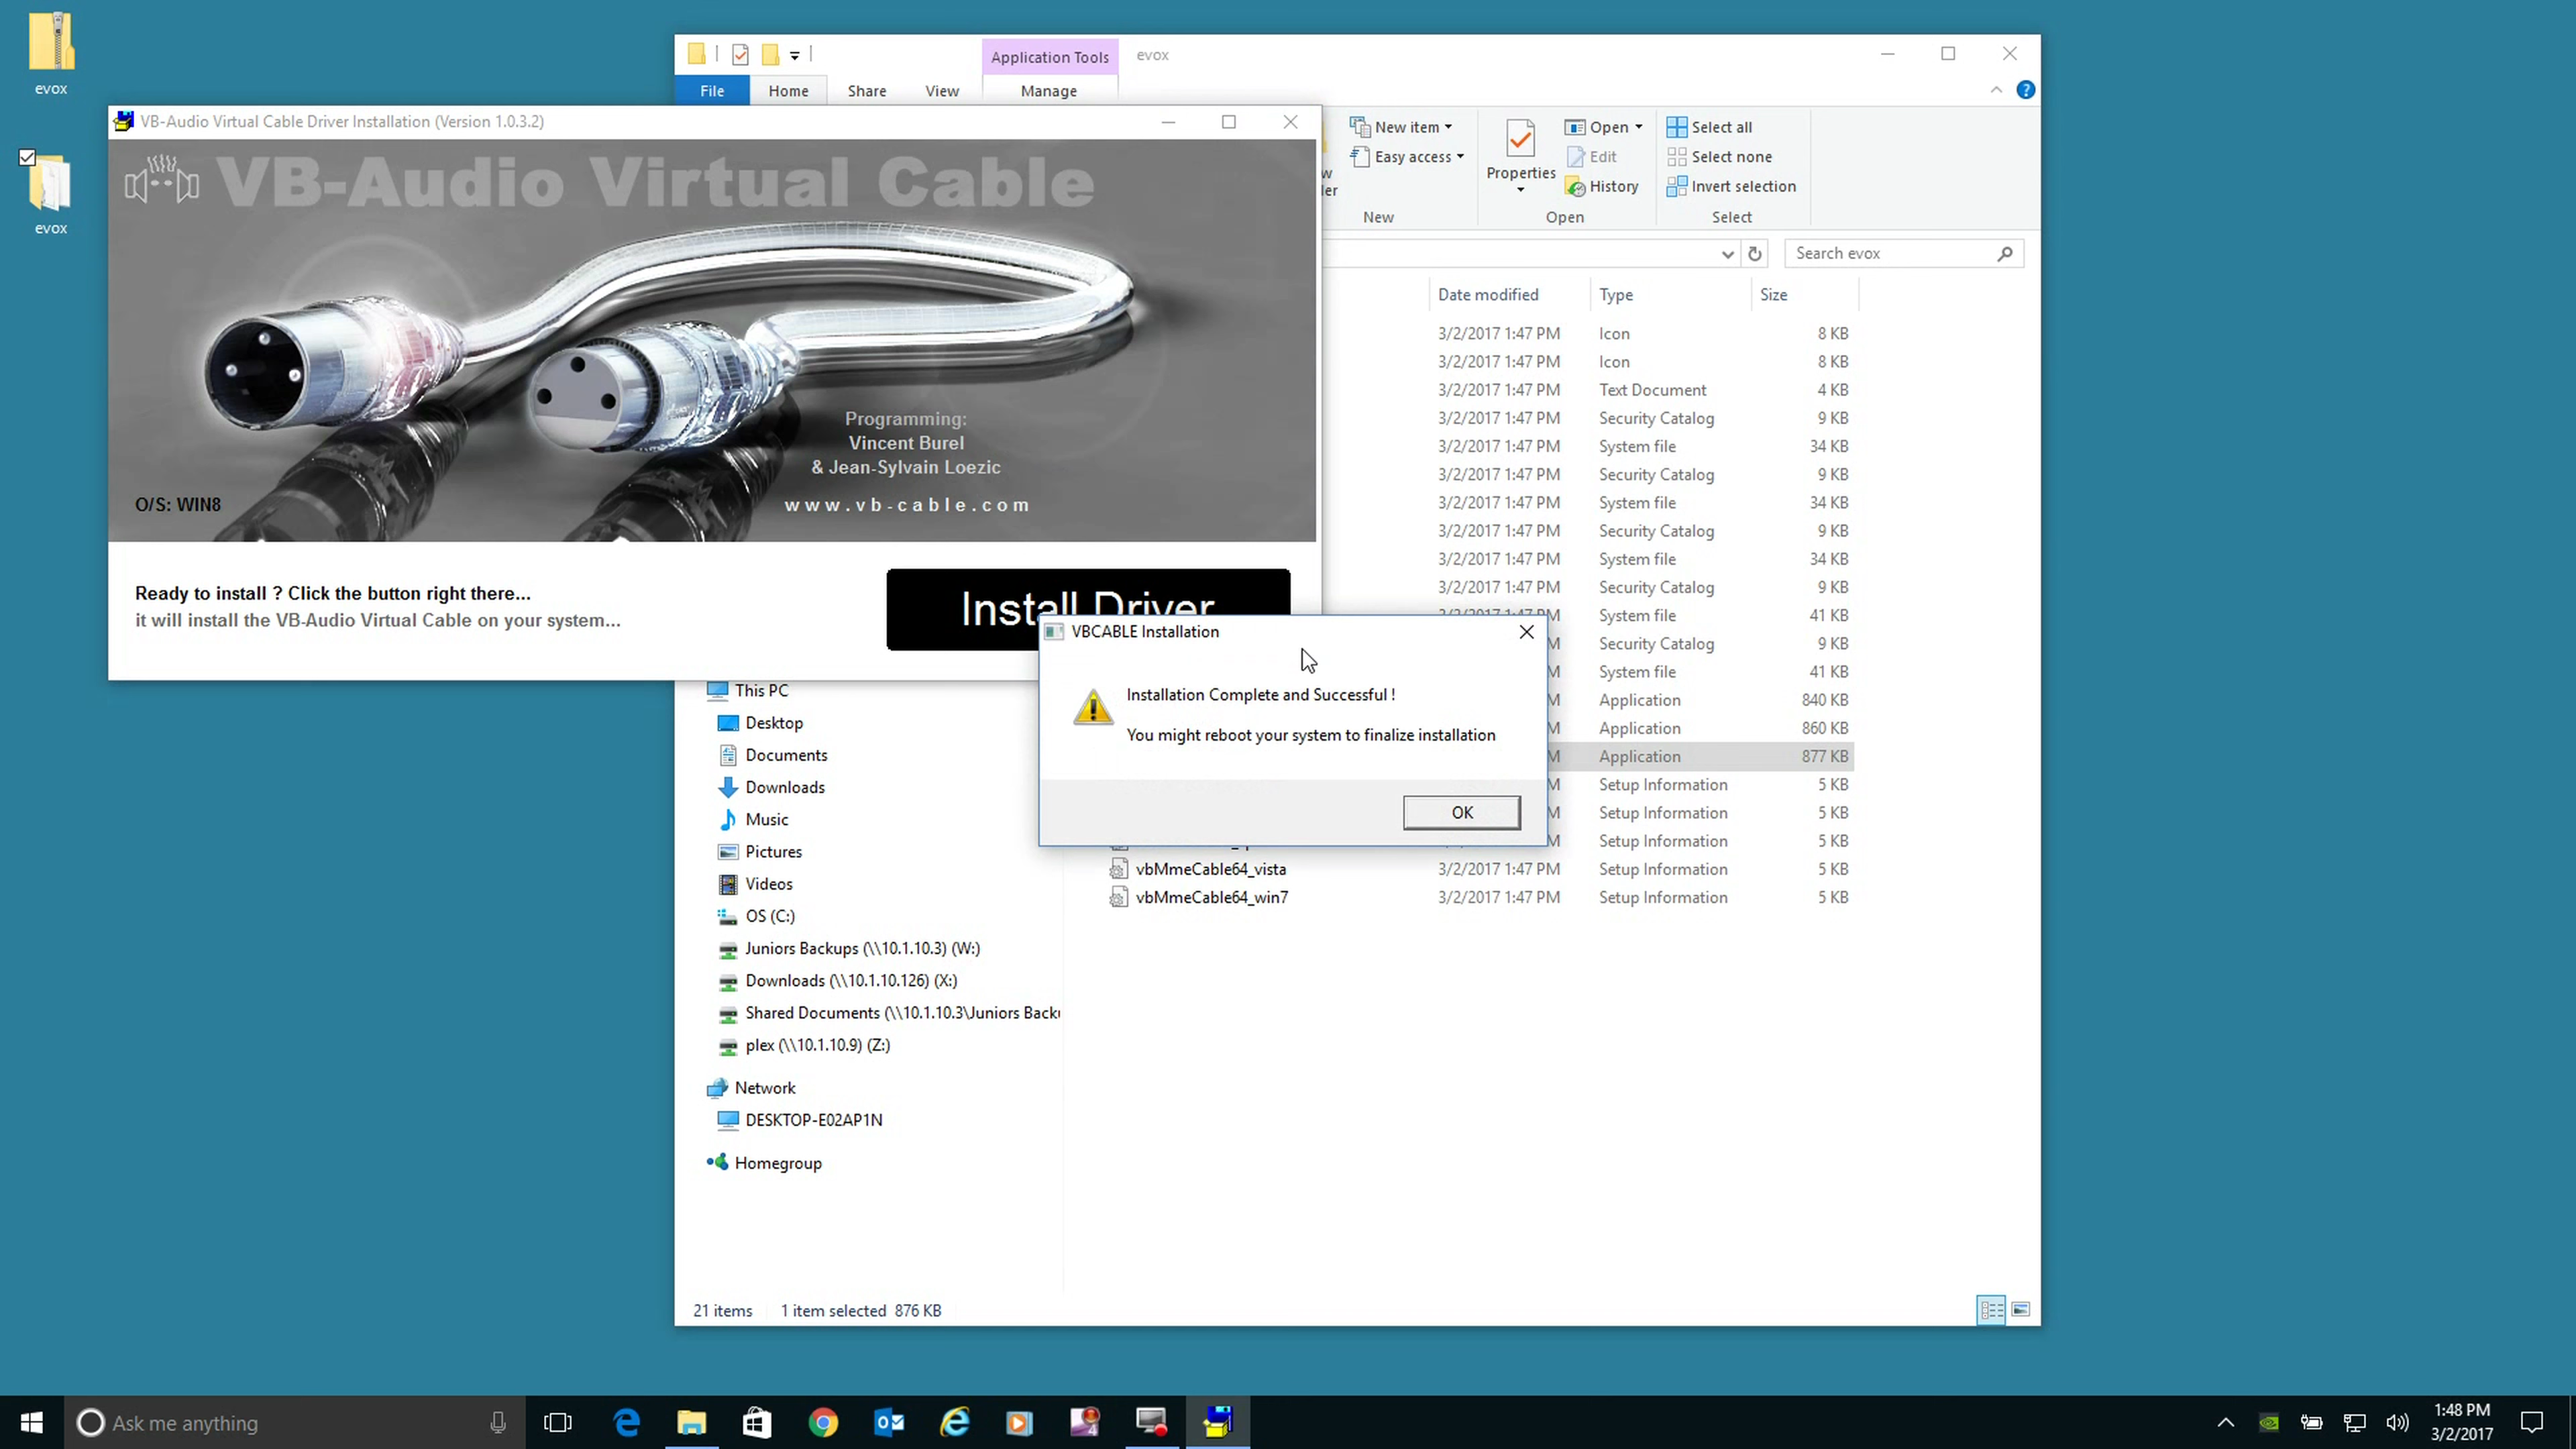 evox
evox
Application Tools
evox
File
Home
Share
View
Manage
VB-Audio Virtual Cable Driver Installation (Version 1.0.3.2)
VB-Audio Virtual Cable
Programming:
Vincent Burel
& Jean-Sylvain Loezic
www.vb-cable.com
O/S: WIN8
Ready to install ? Click the button right there...
it will install the VB-Audio Virtual Cable on your system...
Install Driver
New item
Easy access
New
Properties
Open
Edit
History
Open
Select all
Select none
Invert selection
Select
Search evox
Date modified Type Size
3/2/2017 1:47 PM Icon 8 KB
3/2/2017 1:47 PM Icon 8 KB
3/2/2017 1:47 PM Text Document 4 KB
3/2/2017 1:47 PM Security Catalog 9 KB
3/2/2017 1:47 PM System file 34 KB
3/2/2017 1:47 PM Security Catalog 9 KB
3/2/2017 1:47 PM System file 34 KB
3/2/2017 1:47 PM Security Catalog 9 KB
3/2/2017 1:47 PM System file 34 KB
3/2/2017 1:47 PM Security Catalog 9 KB
System file 41 KB
Security Catalog 9 KB
System file 41 KB
Application 840 KB
Application 860 KB
Application 877 KB
Setup Information 5 KB
Setup Information 5 KB
Setup Information 5 KB
vbMmeCable64_vista 3/2/2017 1:47 PM Setup Information 5 KB
vbMmeCable64_win7 3/2/2017 1:47 PM Setup Information 5 KB
VBCABLE Installation
Installation Complete and Successful !
You might reboot your system to finalize installation
OK
This PC
Desktop
Documents
Downloads
Music
Pictures
Videos
OS (C:)
Juniors Backups (\\10.1.10.3) (W:)
Downloads (\\10.1.10.126) (X:)
Shared Documents (\\10.1.10.3\Juniors Back
plex (\\10.1.10.9) (Z:)
Network
DESKTOP-E02AP1N
Homegroup
21 items 1 item selected 876 KB
Ask me anything
1:48 PM
3/2/2017